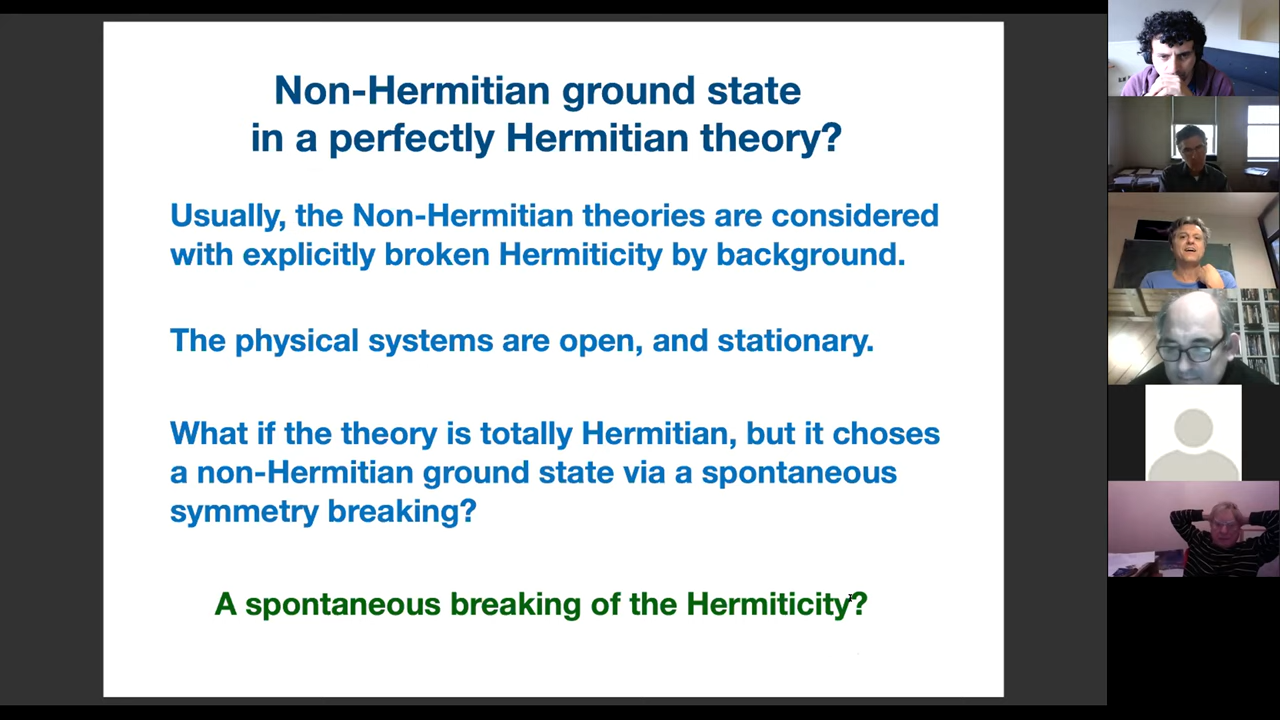 Non-Hermitian ground state
in a perfectly Hermitian theory?
Usually, the Non-Hermitian theories are considered
with explicitly broken Hermiticity by background.
The physical systems are open, and stationary.
What if the theory is totally Hermitian, but it choses
a non-Hermitian ground state via a spontaneous
symmetry breaking?
A spontaneous breaking of the Hermiticity?